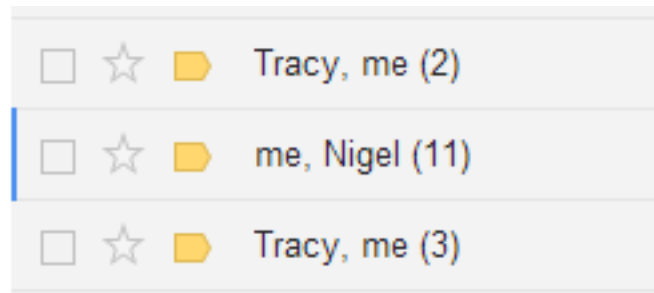 Tracy, me (2)
me, Nigel (11)
Tracy, me (3)